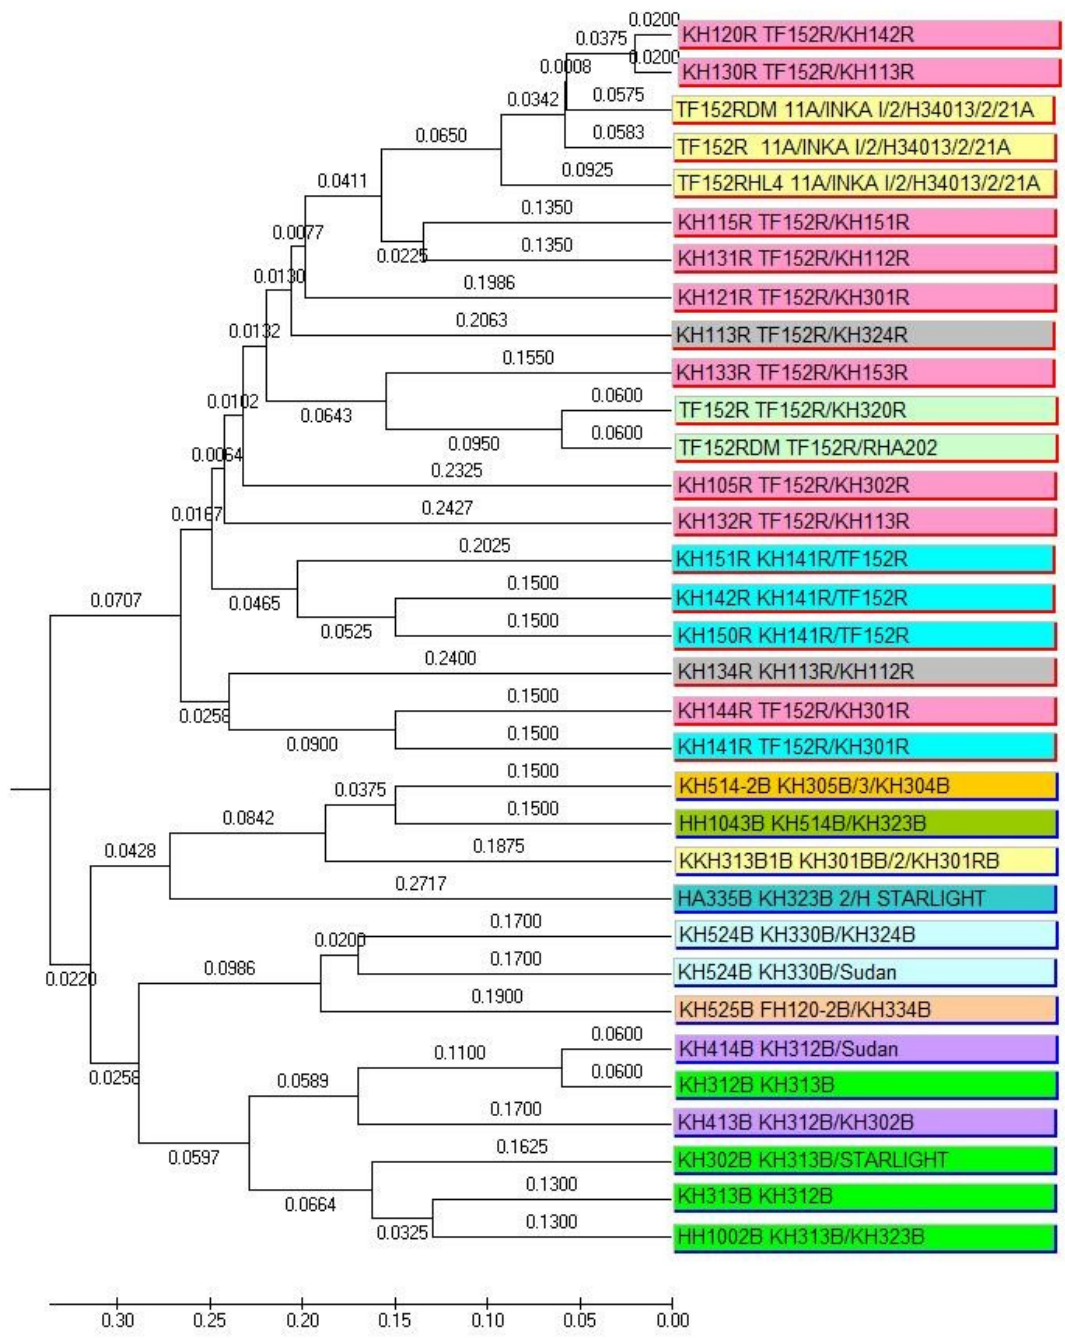 0.0200
KH120R TF152R/KH142R
0.0375
0.0200
KH130R TF152R/KH113R
0.0008
0.0575
TF152RDM 11A/INKA I/2/H34013/2/21A
0.0342
0.0583
TF152R 11A/INKA I/2/H34013/2/21A
0.0650
0.0925
TF152RHL4 11A/INKA I/2/H34013/2/21A
0.0411
0.1350
KH115R TF152R/KH151R
0.0077
0.0225
0.1350
KH131R TF152R/KH112R
0.0130
0.1986
KH121R TF152R/KH301R
0.2063
KH113R TF152R/KH324R
0.0132
0.1550
KH133R TF152R/KH153R
0.0643
0.0600
TF152R TF152R/KH320R
0.0102
0.0950
0.0600
TF152RDM TF152R/RHA202
0.0064
0.2325
KH105R TF152R/KH302R
0.2427
KH132R TF152R/KH113R
0.0167
0.2025
KH151R KH141R/TF152R
0.0465
0.1500
KH142R KH141R/TF152R
0.0707
0.0525
0.1500
KH150R KH141R/TF152R
0.2400
KH134R KH113R/KH112R
0.0258
0.1500
KH144R TF152R/KH301R
0.0900
0.1500
KH141R TF152R/KH301R
0.1500
KH514-2B KH305B/3/KH304B
0.0375
0.1500
HH1043B KH514B/KH323B
0.0842
0.1875
KKH313B1B KH301BB/2/KH301RB
0.0428
0.2717
HA335B KH323B 2/H STARLIGHT
0.1700
KH524B KH330B/KH324B
0.0200
0.0220
0.0986
0.1700
KH524B KH330B/Sudan
0.1900
KH525B FH120-2B/KH334B
0.0600
KH414B KH312B/Sudan
0.1100
0.0258
0.0589
0.0600
KH312B KH313B
0.1700
KH413B KH312B/KH302B
0.0597
0.1625
KH302B KH313B/STARLIGHT
0.0664
0.1300
KH313B KH312B
0.0325
0.1300
HH1002B KH313B/KH323B
0.30 0.25 0.20 0.15 0.10 0.05 0.00